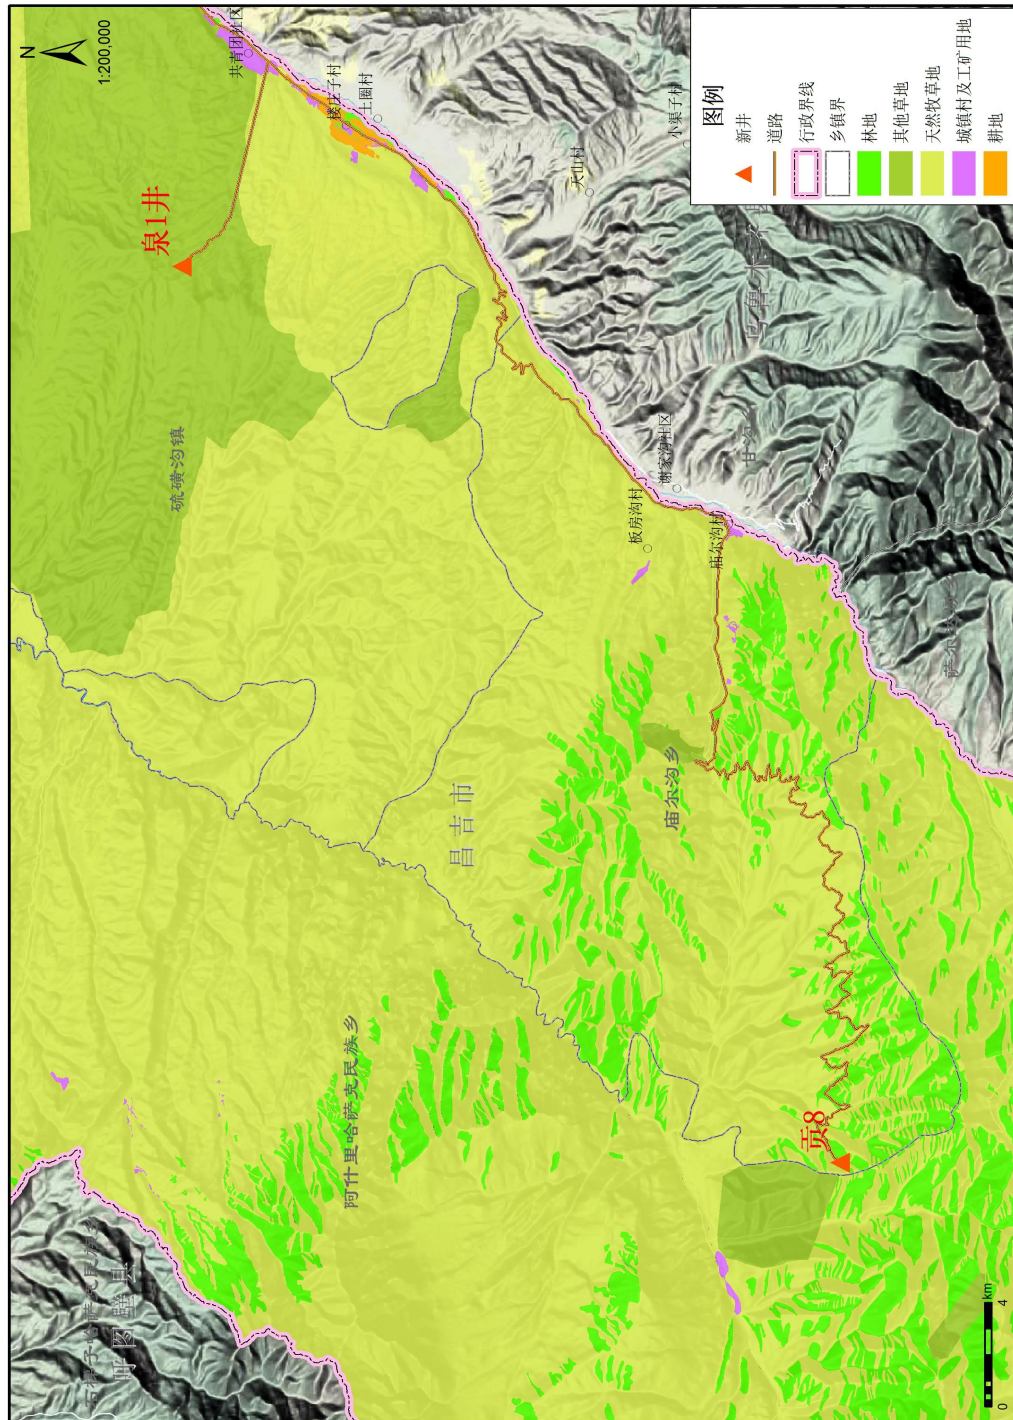 N
1:200,000
共青团社区
楼庄子村
土圈村
天山村
小渠子村
泉1井
硫磺沟镇
谢家沟社区
板房沟村
庙尔沟村
甘沟乡
庙尔沟乡
昌吉市
阿什里哈萨克民族乡
贡8
呼图壁县
图例
新井
道路
行政界线
乡镇界
林地
其他草地
天然牧草地
城镇村及工矿用地
耕地
km
0
4